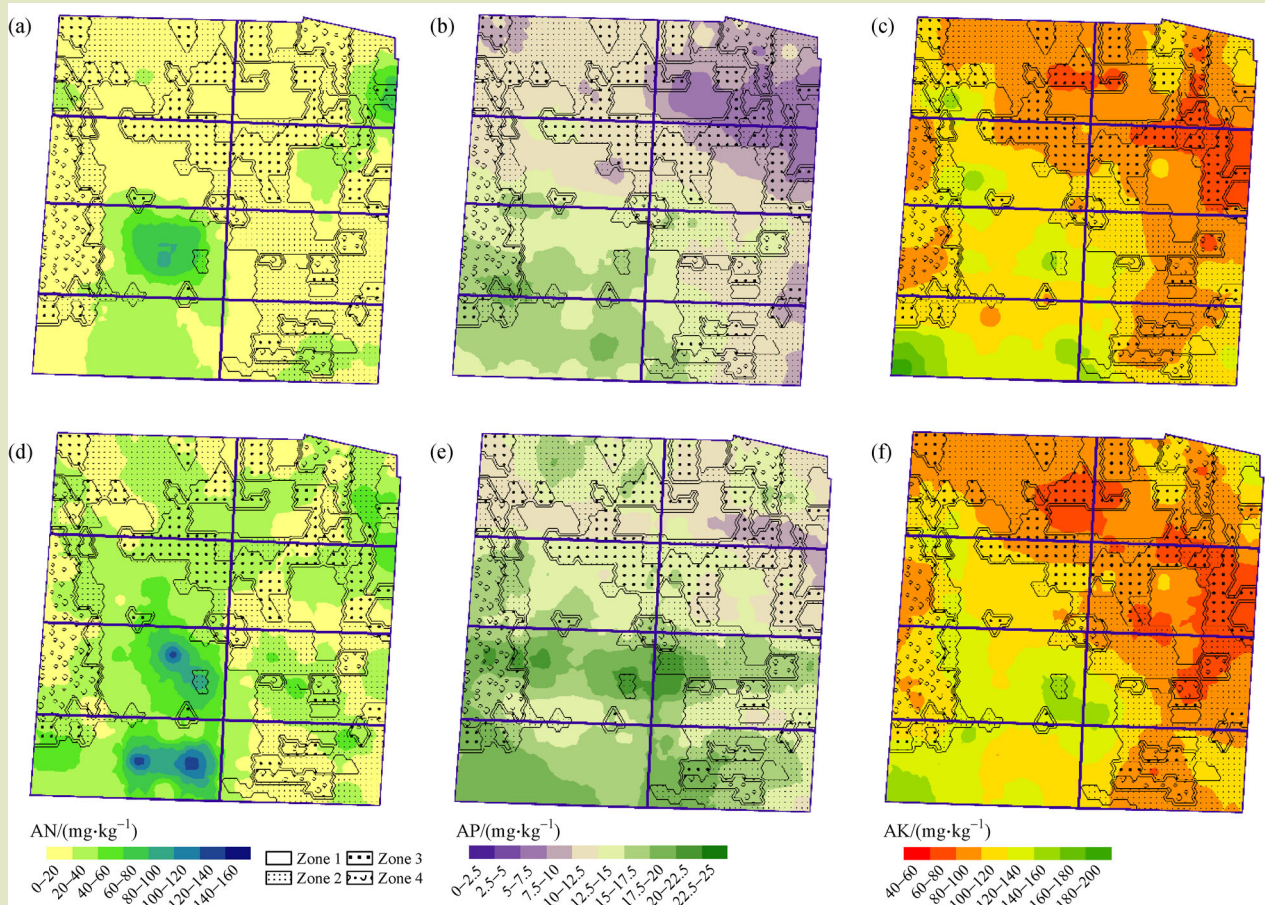 (a)
(b)
(c)
(d)
(e)
(f)
AN/(mg·kg⁻¹)
0–20
20–40
40–60
60–80
80–100
100–120
120–140
140–160
Zone 1
Zone 3
Zone 2
Zone 4
AP/(mg·kg⁻¹)
0–2.5
2.5–5
5–7.5
7.5–10
10–12.5
12.5–15
15–17.5
17.5–20
20–22.5
22.5–25
AK/(mg·kg⁻¹)
40–60
60–80
80–100
100–120
120–140
140–160
160–180
180–200